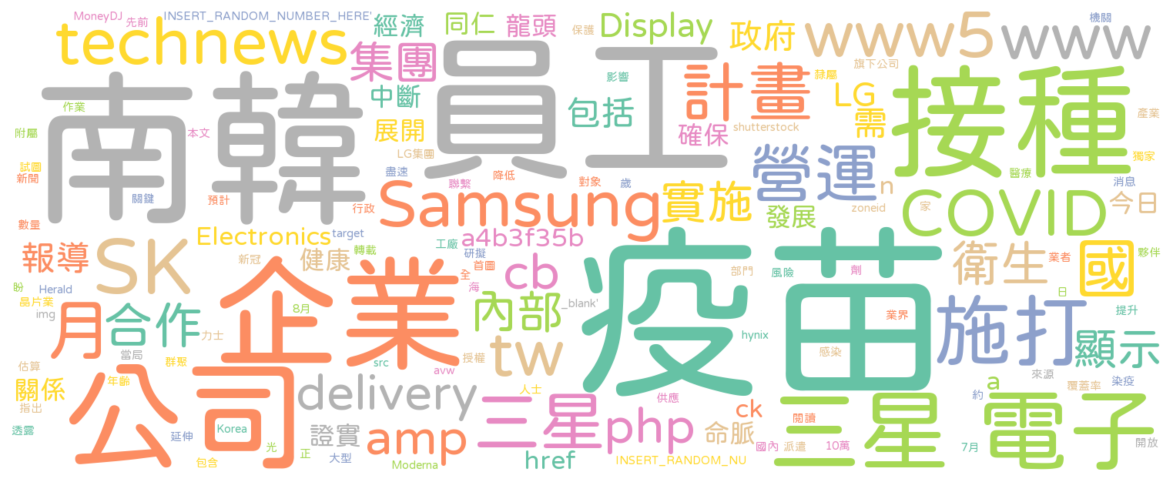 MoneyDJ 先前 INSERT_RANDOM_NUMBER_HERE' 經濟 同仁 龍頭 保護 Display 政府 www5 www 機關
technews 集團 影響 旗下公司 隸屬
南韓 員工 計畫 接種
作業 中斷 包括 LG 產業
附屬 本文 展開 確保 shutterstock 需 獨家
試圖 LG集團 營運 醫療
新聞 關鍵 盡速 聯繫 降低 對象 歲 n 消息
預計 行政 Samsung 實施 發展 zoneid 家 COVID 今日
數量 Electronics target a4b3f35b
報導 SK 轉載 工廠 疫苗 衛生 業者 國 夥伴
盼 新冠 健康 研擬 首圖 cb 部門 風險 劑
Herald 企業 全 海 _blank' 日
晶片業 img 8月 內部 提升
月 合作 力士 業界 施打 顯示
當局 src tw hynix 感染
估算 群聚 授權 來源
關係 年齡 avw 人士 a 覆蓋率 染疫
指出 公司 delivery 三星 供應 ck 約
透露 延伸 Korea 證實 amp php 命脈 閱讀 三星 電子
光 正 大型 國內 派遣 10萬 7月 開放
包含 Moderna href INSERT_RANDOM_NU